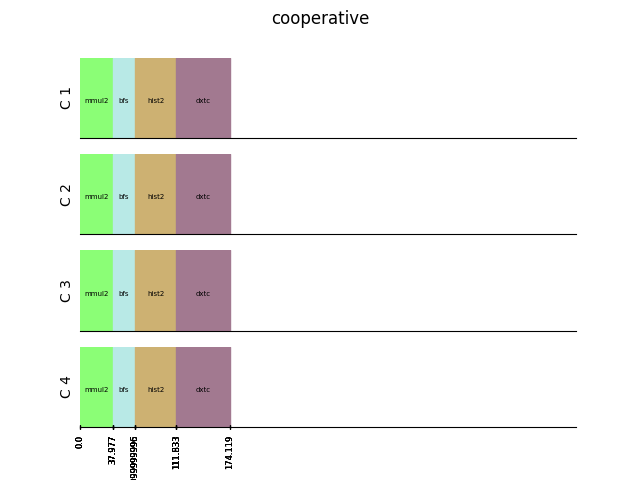 cooperative
C 1
mmul2 bfs hist2 dxtc
C 2
mmul2 bfs hist2 dxtc
C 3
mmul2 bfs hist2 dxtc
C 4
mmul2 bfs hist2 dxtc
0.0 37.977 111.833 174.119